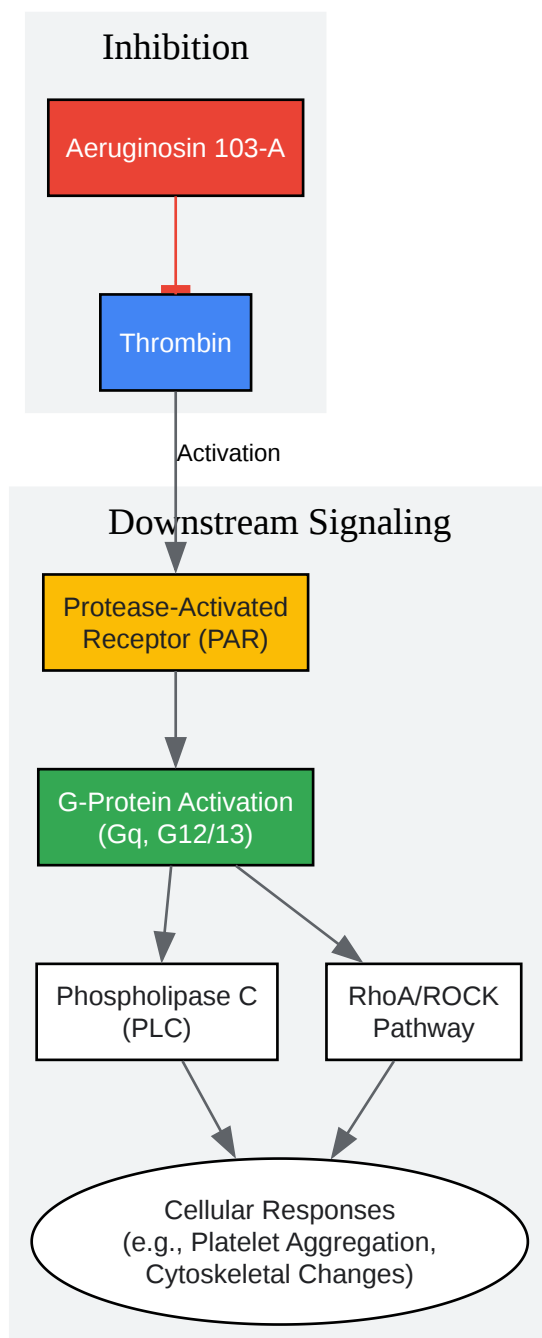 Inhibition
Aeruginosin 103-A
Thrombin
Activation
Downstream Signaling
Protease-Activated
Receptor (PAR)
G-Protein Activation
(Gq, G12/13)
Phospholipase C
(PLC)
RhoA/ROCK
Pathway
Cellular Responses
(e.g., Platelet Aggregation,
Cytoskeletal Changes)